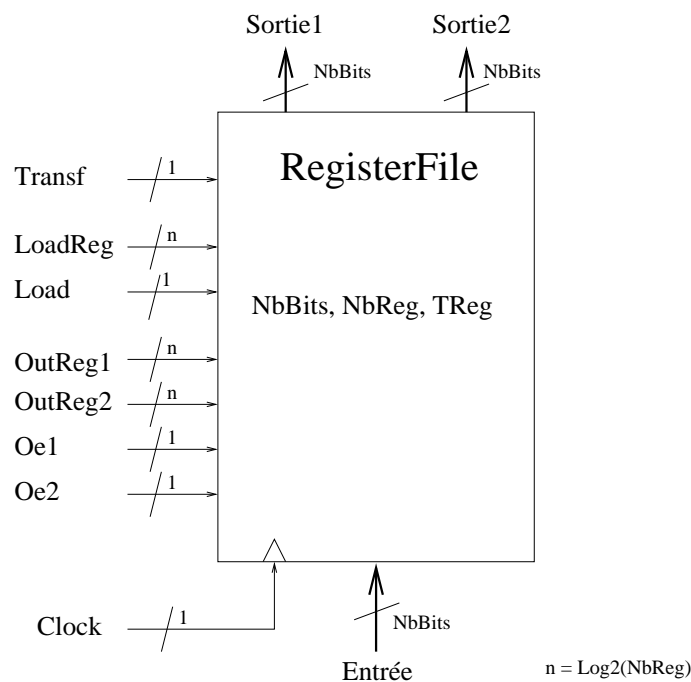 Sortie1
Sortie2
NbBits
NbBits
RegisterFile
Transf
1
LoadReg
n
Load
1
NbBits, NbReg, TReg
OutReg1
n
OutReg2
n
Oe1
1
Oe2
1
Clock
1
NbBits
Entrée
n = Log2(NbReg)